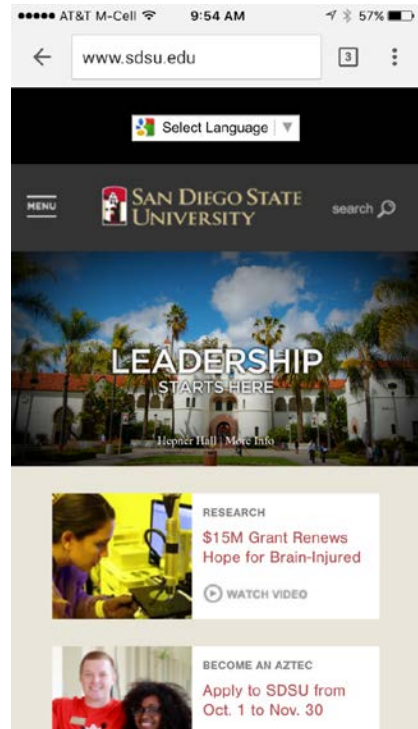 AT&T M-Cell 9:54 AM 57%
www.sdsu.edu 3
Select Language ▼
MENU
SAN DIEGO STATE
UNIVERSITY
search
LEADERSHIP
STARTS HERE
Hepner Hall | More Info
RESEARCH
$15M Grant Renews
Hope for Brain-Injured
WATCH VIDEO
BECOME AN AZTEC
Apply to SDSU from
Oct. 1 to Nov. 30